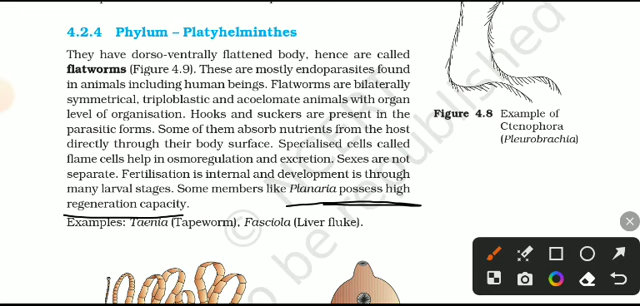 4.2.4 Phylum – Platyhelminthes
They have dorso-ventrally flattened body, hence are called
flatworms (Figure 4.9). These are mostly endoparasites found
in animals including human beings. Flatworms are bilaterally
symmetrical, triploblastic and acoelomate animals with organ
level of organisation. Hooks and suckers are present in the
parasitic forms. Some of them absorb nutrients from the host
directly through their body surface. Specialised cells called
flame cells help in osmoregulation and excretion. Sexes are not
separate. Fertilisation is internal and development is through
many larval stages. Some members like Planaria possess high
regeneration capacity.
Examples: Taenia (Tapeworm), Fasciola (Liver fluke).
Figure 4.8 Example of
Ctenophora
(Pleurobrachia)
© NCERT
to be republished